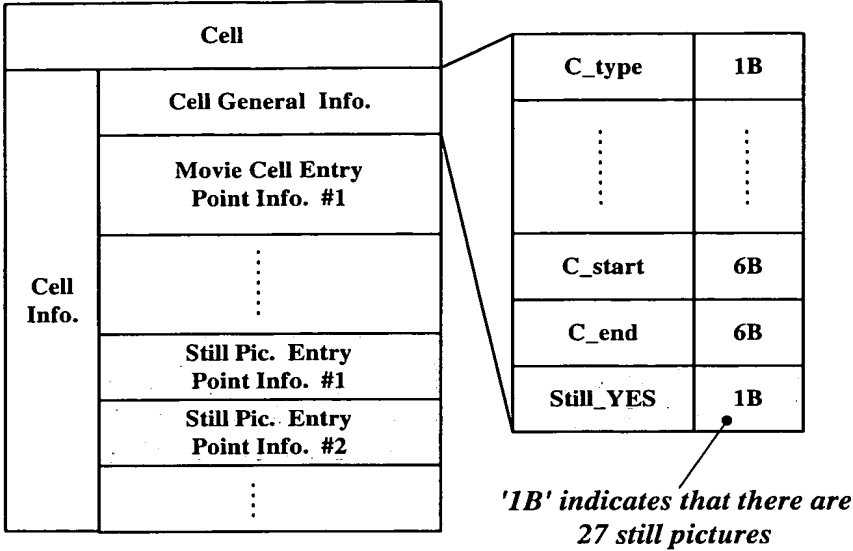 Cell
Cell General Info.
Movie Cell Entry
Point Info. #1
Cell
Info.
Still Pic. Entry
Point Info. #1
Still Pic. Entry
Point Info. #2
C_type 1B
C_start 6B
C_end 6B
Still_YES 1B
'1B' indicates that there are
27 still pictures